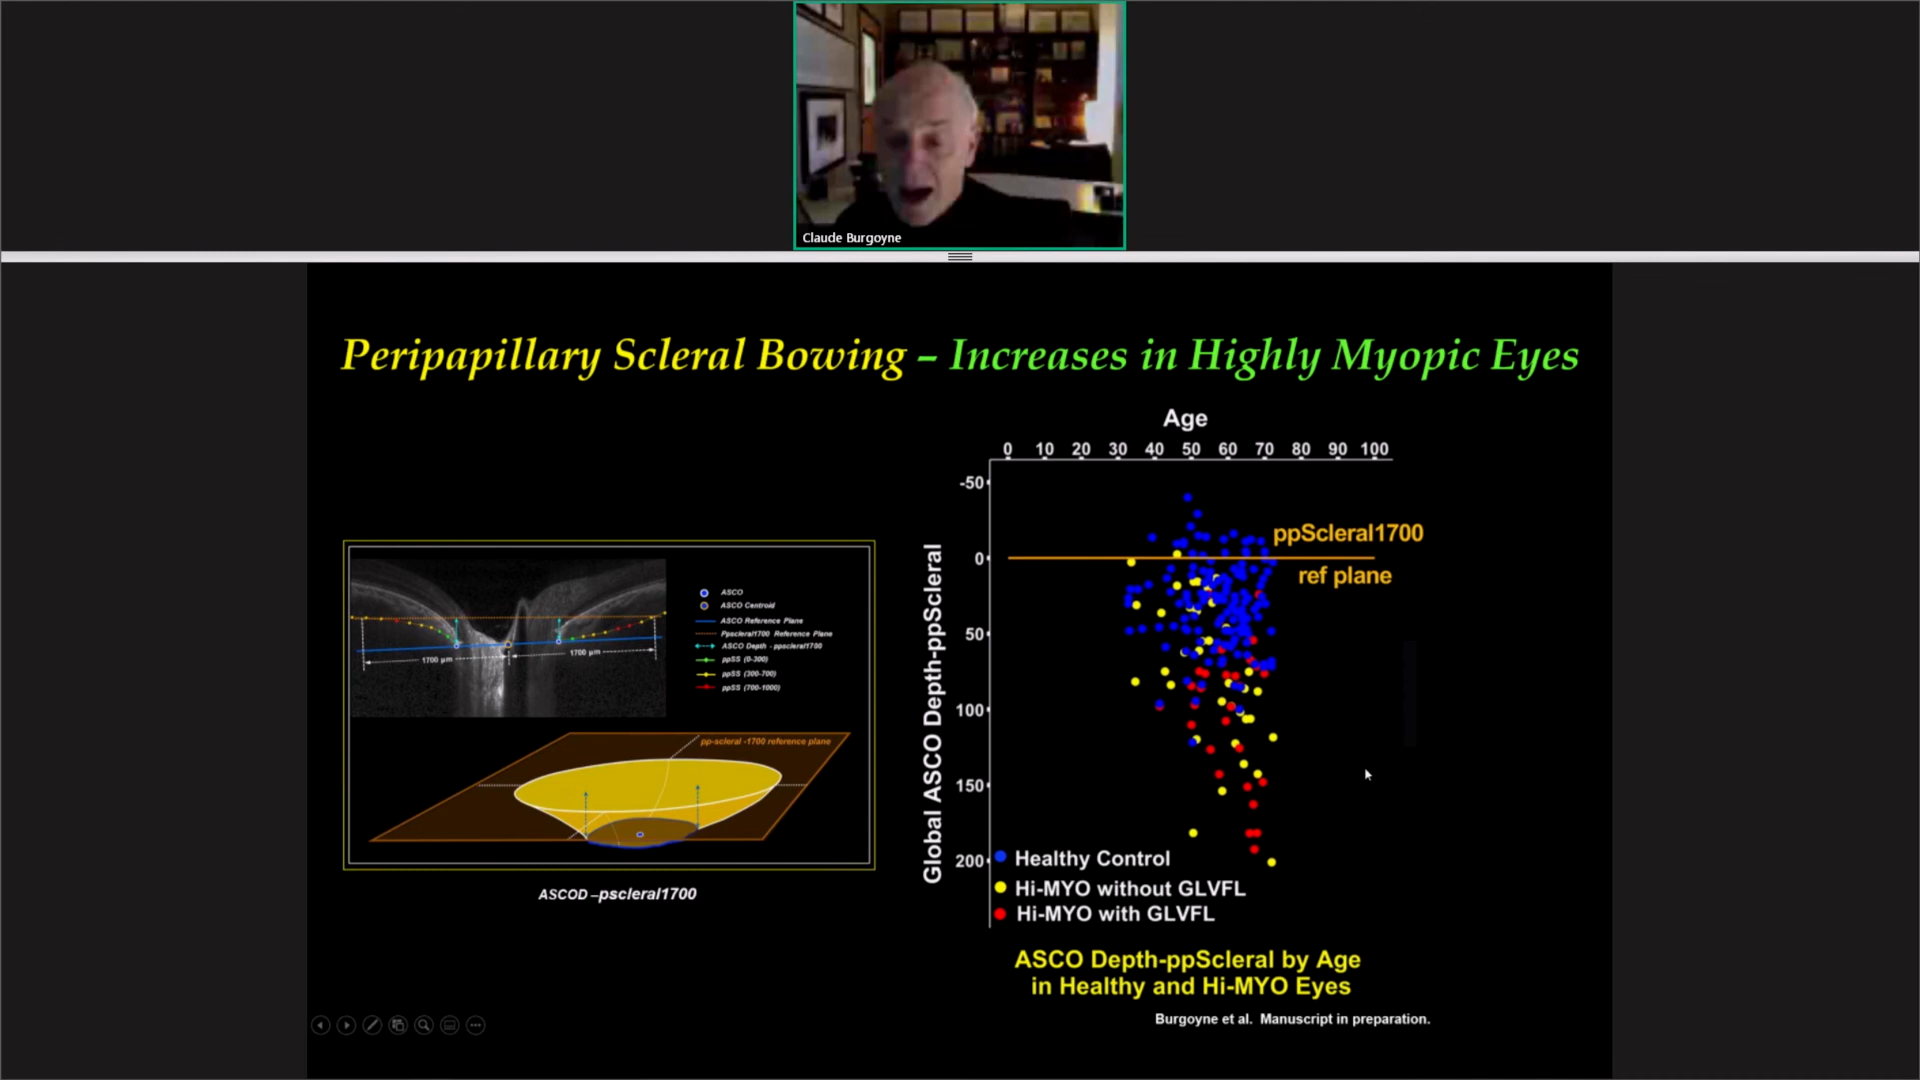 Claude Burgoyne
Peripapillary Scleral Bowing – Increases in Highly Myopic Eyes
ASCO
ASCO Centroid
ASCO Reference Plane
Ppscleral1700 Reference Plane
ASCO Depth - ppscleral1700
ppSS (0-300)
ppSS (300-700)
ppSS (700-1000)
1700 µm
1700 µm
pp-scleral -1700 reference plane
ASCOD –pscleral1700
Age
0 10 20 30 40 50 60 70 80 90 100
Global ASCO Depth-ppScleral
-50
0
50
100
150
200
ppScleral1700
ref plane
Healthy Control
Hi-MYO without GLVFL
Hi-MYO with GLVFL
ASCO Depth-ppScleral by Age
in Healthy and Hi-MYO Eyes
Burgoyne et al. Manuscript in preparation.